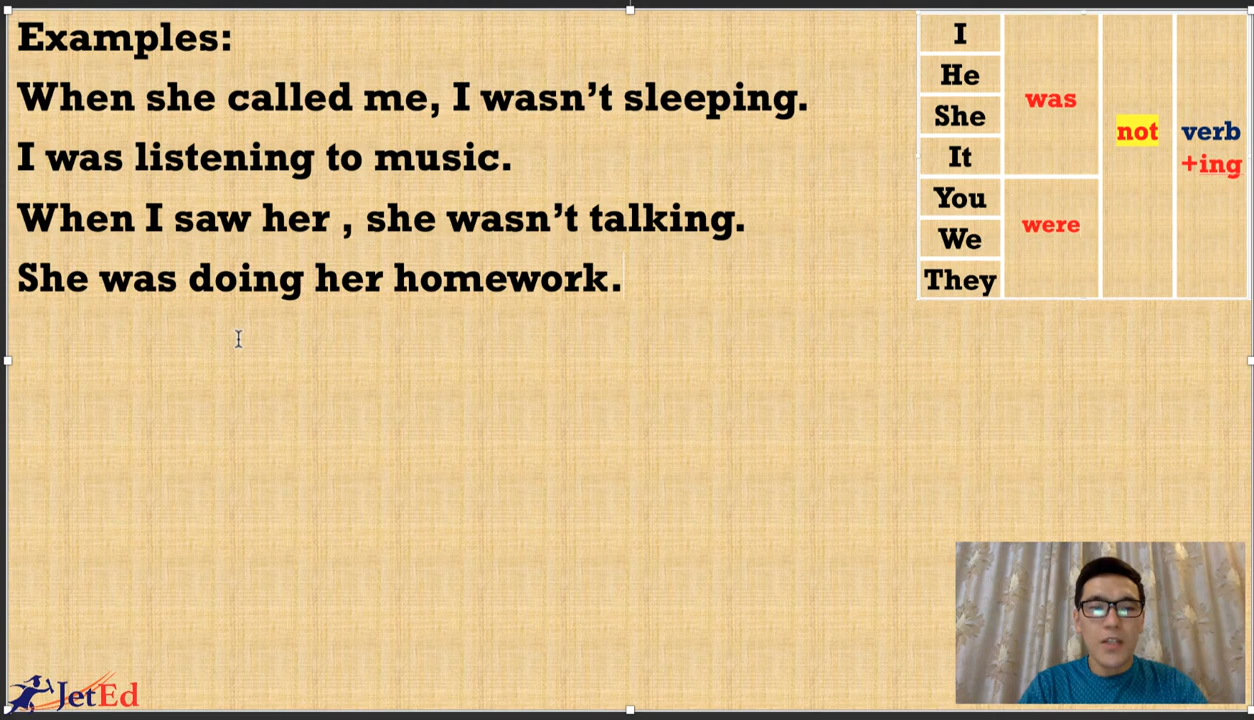 Examples:
When she called me, I wasn’t sleeping.
I was listening to music.
When I saw her , she wasn’t talking.
She was doing her homework.
I
He
She
It
You
We
They
was
were
not
verb
+ing
JetEd